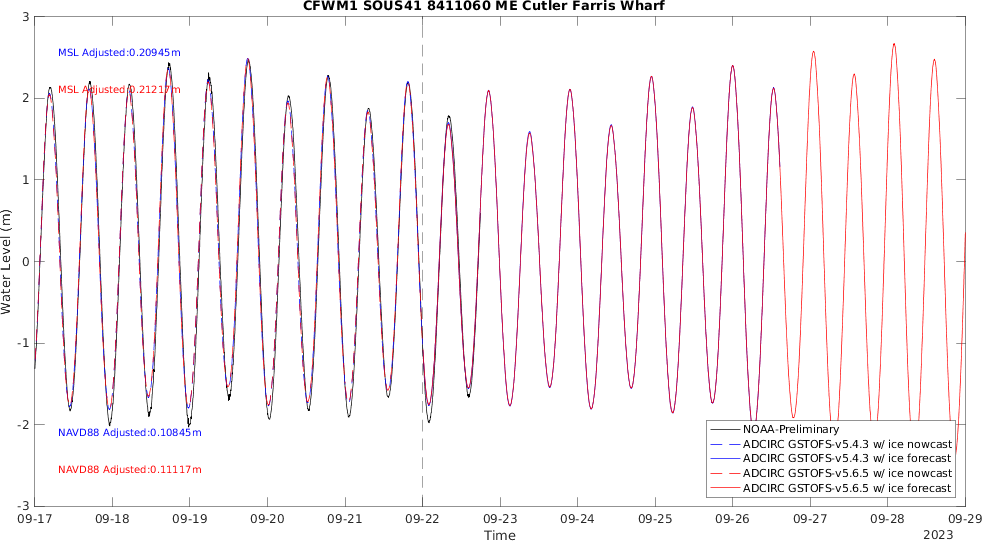 CFWM1 SOUS41 8411060 ME Cutler Farris Wharf
3
2
1
0
-1
-2
-3
Water Level (m)
MSL Adjusted:0.20945m
MSL Adjusted:0.21217m
NAVD88 Adjusted:0.10845m
NAVD88 Adjusted:0.11117m
NOAA-Preliminary
ADCIRC GSTOFS-v5.4.3 w/ ice nowcast
ADCIRC GSTOFS-v5.4.3 w/ ice forecast
ADCIRC GSTOFS-v5.6.5 w/ ice nowcast
ADCIRC GSTOFS-v5.6.5 w/ ice forecast
09-17 09-18 09-19 09-20 09-21 09-22 09-23 09-24 09-25 09-26 09-27 09-28 09-29
Time
2023